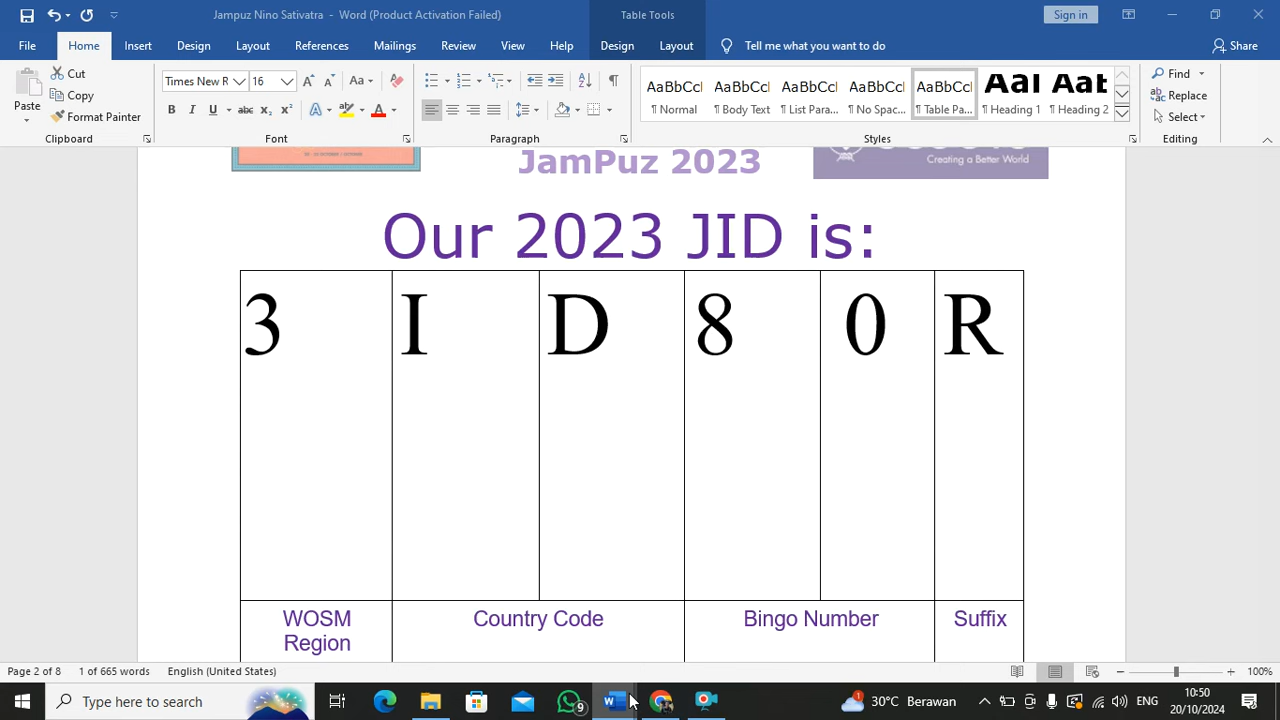 Jampuz Nino Sativatra - Word (Product Activation Failed)
Table Tools
Sign in
File
Home
Insert
Design
Layout
References
Mailings
Review
View
Help
Design
Layout
Tell me what you want to do
Share
Paste
Cut
Copy
Format Painter
Clipboard
Times New R
16
Font
Paragraph
AaBbCcI
¶ Normal
AaBbCcI
¶ Body Text
AaBbCcI
¶ List Para...
AaBbCcI
¶ No Spac...
AaBbCcI
¶ Table Pa...
AaI
¶ Heading 1
Aat
¶ Heading 2
Styles
Find
Replace
Select
Editing
JamPuz 2023
Creating a Better World
Our 2023 JID is:
3 I D 8 0 R
WOSM Region
Country Code
Bingo Number
Suffix
Page 2 of 8
1 of 665 words
English (United States)
100%
Type here to search
9
1
30°C Berawan
ENG
10:50
20/10/2024